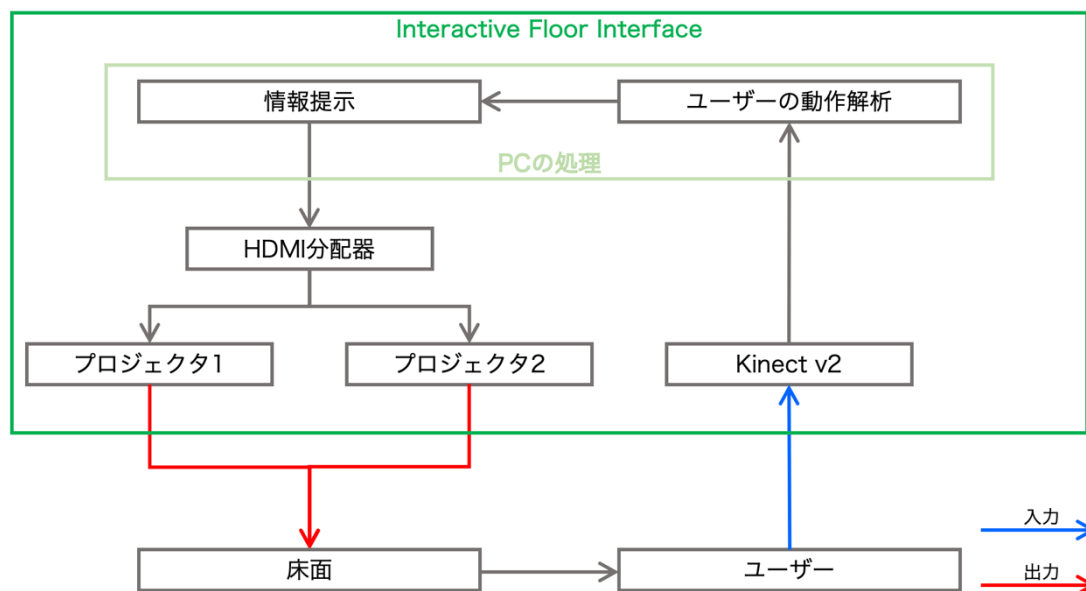 Interactive Floor Interface
情報提示
ユーザーの動作解析
PCの処理
HDMI分配器
プロジェクタ1
プロジェクタ2
Kinect v2
入力
床面
ユーザー
出力